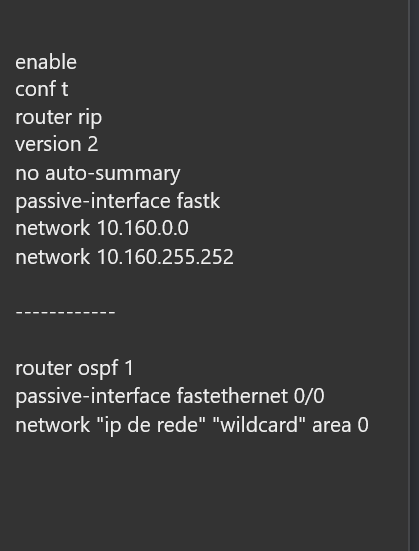 enable
conf t
router rip
version 2
no auto-summary
passive-interface fastk
network 10.160.0.0
network 10.160.255.252
------------
router ospf 1
passive-interface fastethernet 0/0
network "ip de rede" "wildcard" area 0